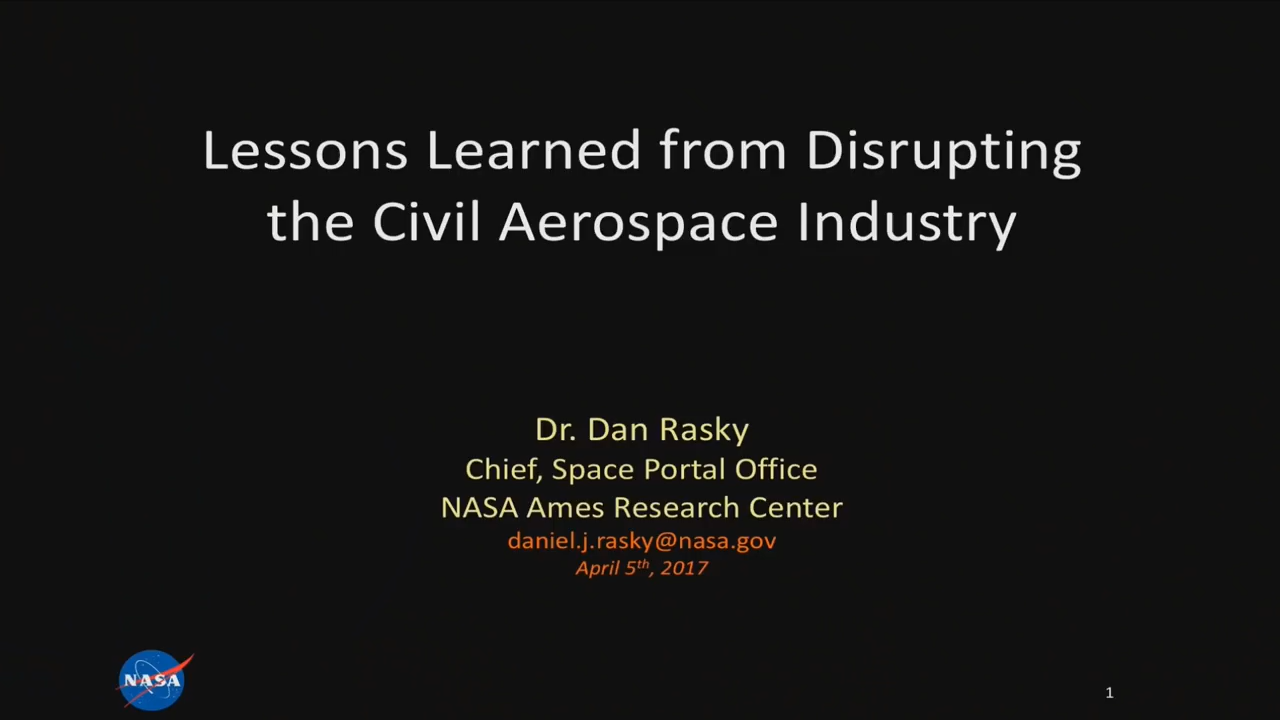 Lessons Learned from Disrupting
the Civil Aerospace Industry
Dr. Dan Rasky
Chief, Space Portal Office
NASA Ames Research Center
daniel.j.rasky@nasa.gov
April 5th, 2017
NASA
1